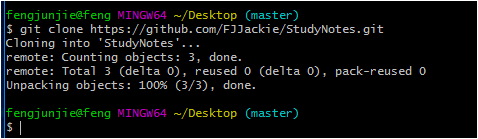 fengjunjie@feng MINGW64 ~/Desktop (master)
$ git clone https://github.com/FJJackie/StudyNotes.git
Cloning into 'StudyNotes'...
remote: Counting objects: 3, done.
remote: Total 3 (delta 0), reused 0 (delta 0), pack-reused 0
Unpacking objects: 100% (3/3), done.
fengjunjie@feng MINGW64 ~/Desktop (master)
$